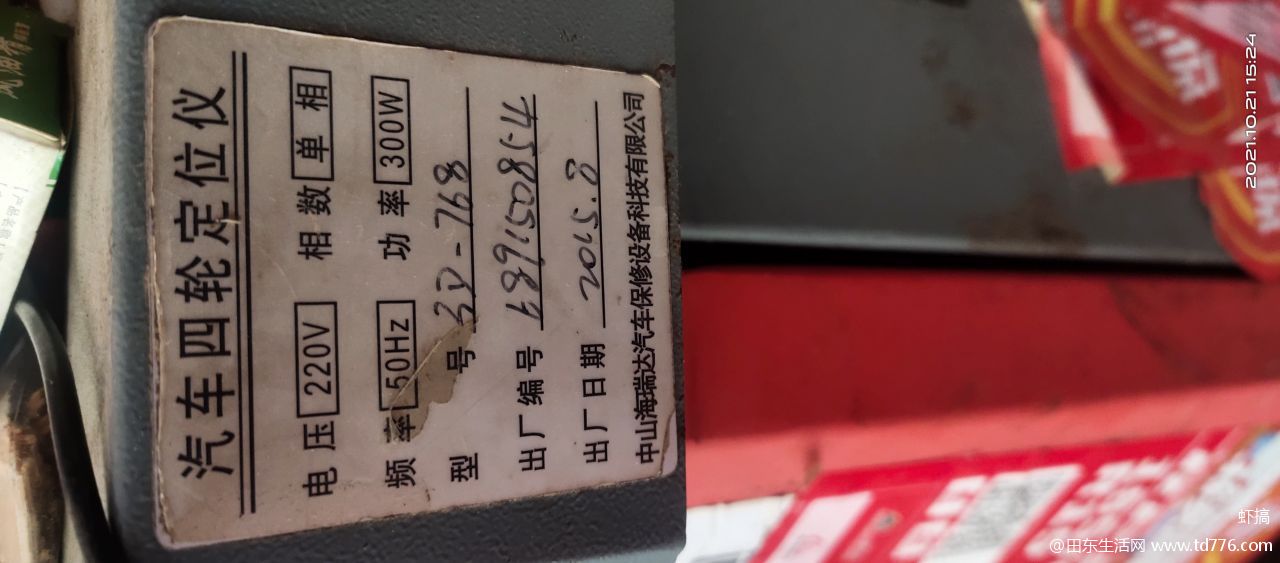 汽车四轮定位仪
电压 220V 相数 单相
频率 50Hz 功率 300W
型号 3D-768
出厂编号
出厂日期 2015.8
中山海瑞达汽车保修设备科技有限公司
2021.10.21 15:24
虾搞
@田东生活网 www.td776.com